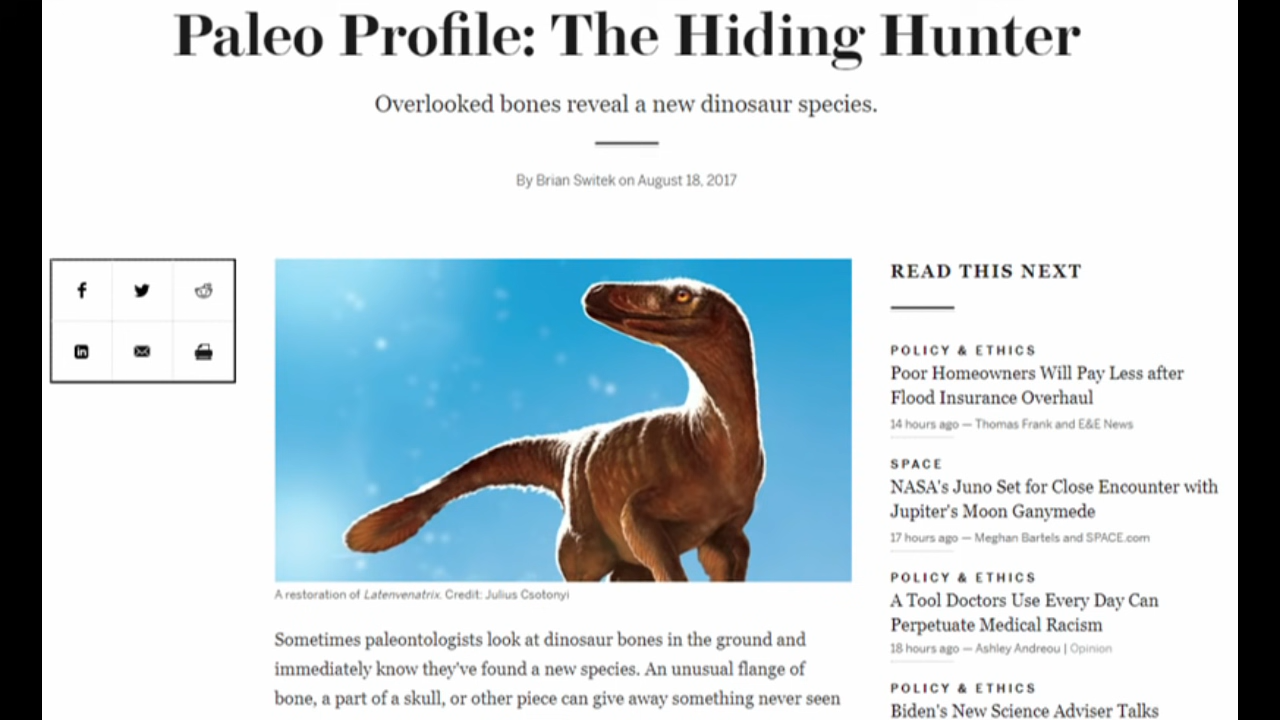 Paleo Profile: The Hiding Hunter
Overlooked bones reveal a new dinosaur species.
By Brian Switek on August 18, 2017
A restoration of Latenvenatrix. Credit: Julius Csotonyi
Sometimes paleontologists look at dinosaur bones in the ground and
immediately know they've found a new species. An unusual flange of
bone, a part of a skull, or other piece can give away something never seen
READ THIS NEXT
POLICY & ETHICS
Poor Homeowners Will Pay Less after
Flood Insurance Overhaul
14 hours ago — Thomas Frank and E&E News
SPACE
NASA's Juno Set for Close Encounter with
Jupiter's Moon Ganymede
17 hours ago — Meghan Bartels and SPACE.com
POLICY & ETHICS
A Tool Doctors Use Every Day Can
Perpetuate Medical Racism
18 hours ago — Ashley Andreou | Opinion
POLICY & ETHICS
Biden's New Science Adviser Talks